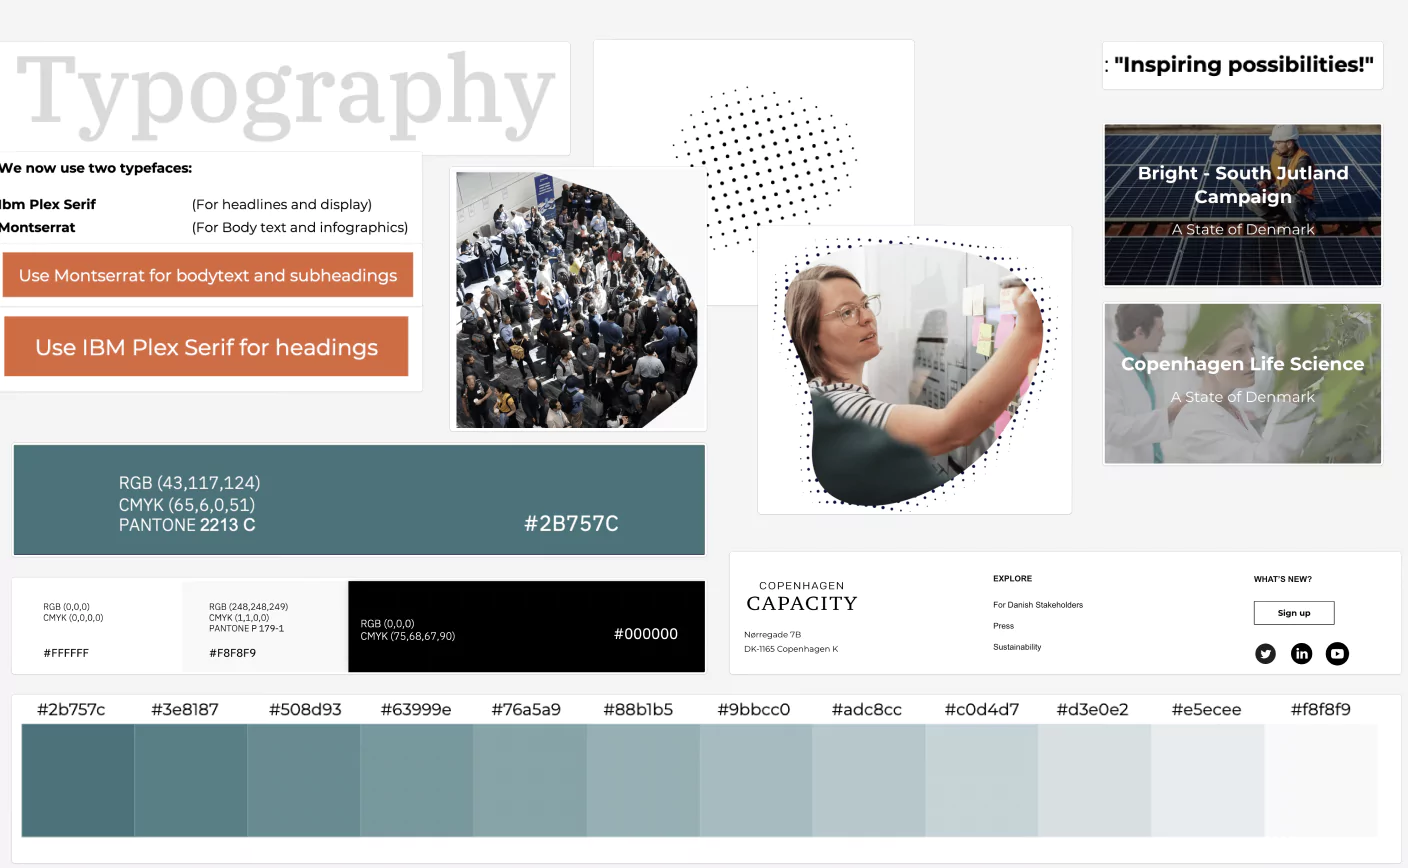 Typography
We now use two typefaces:
Ibm Plex Serif (For headlines and display)
Montserrat (For Body text and infographics)
Use Montserrat for bodytext and subheadings
Use IBM Plex Serif for headings
: "Inspiring possibilities!"
Bright - South Jutland
Campaign
A State of Denmark
Copenhagen Life Science
A State of Denmark
RGB (43,117,124)
CMYK (65,6,0,51)
PANTONE 2213 C
#2B757C
RGB (0,0,0)
CMYK (0,0,0,0)
#FFFFFF
RGB (248,248,249)
CMYK (1,1,0,0)
PANTONE P 179-1
#F8F8F9
RGB (0,0,0)
CMYK (75,68,67,90)
#000000
COPENHAGEN
CAPACITY
Nørregade 7B
DK-1165 Copenhagen K
EXPLORE
For Danish Stakeholders
Press
Sustainability
WHAT'S NEW?
Sign up
in
#2b757c #3e8187 #508d93 #63999e #76a5a9 #88b1b5 #9bbcc0 #adc8cc #c0d4d7 #d3e0e2 #e5ecee #f8f8f9